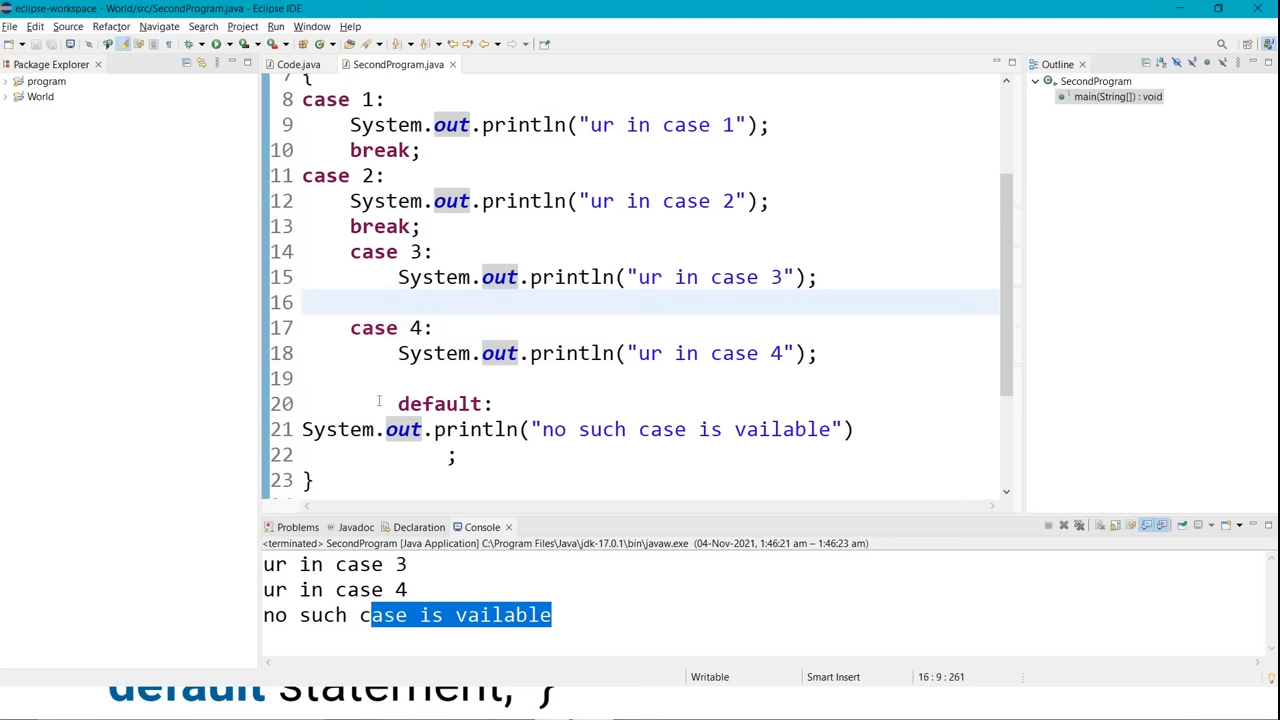 eclipse-workspace - World/src/SecondProgram.java - Eclipse IDE
File Edit Source Refactor Navigate Search Project Run Window Help
Package Explorer
program
World
Code.java SecondProgram.java
7 {
8 case 1:
9 System.out.println("ur in case 1");
10 break;
11 case 2:
12 System.out.println("ur in case 2");
13 break;
14 case 3:
15 System.out.println("ur in case 3");
16
17 case 4:
18 System.out.println("ur in case 4");
19
20 default:
21 System.out.println("no such case is vailable")
22 ;
23 }
Outline
SecondProgram
main(String[]) : void
Problems Javadoc Declaration Console
<terminated> SecondProgram [Java Application] C:\Program Files\Java\jdk-17.0.1\bin\javaw.exe (04-Nov-2021, 1:46:21 am – 1:46:23 am)
ur in case 3
ur in case 4
no such case is vailable
Writable Smart Insert 16 : 9 : 261
default Statement; }